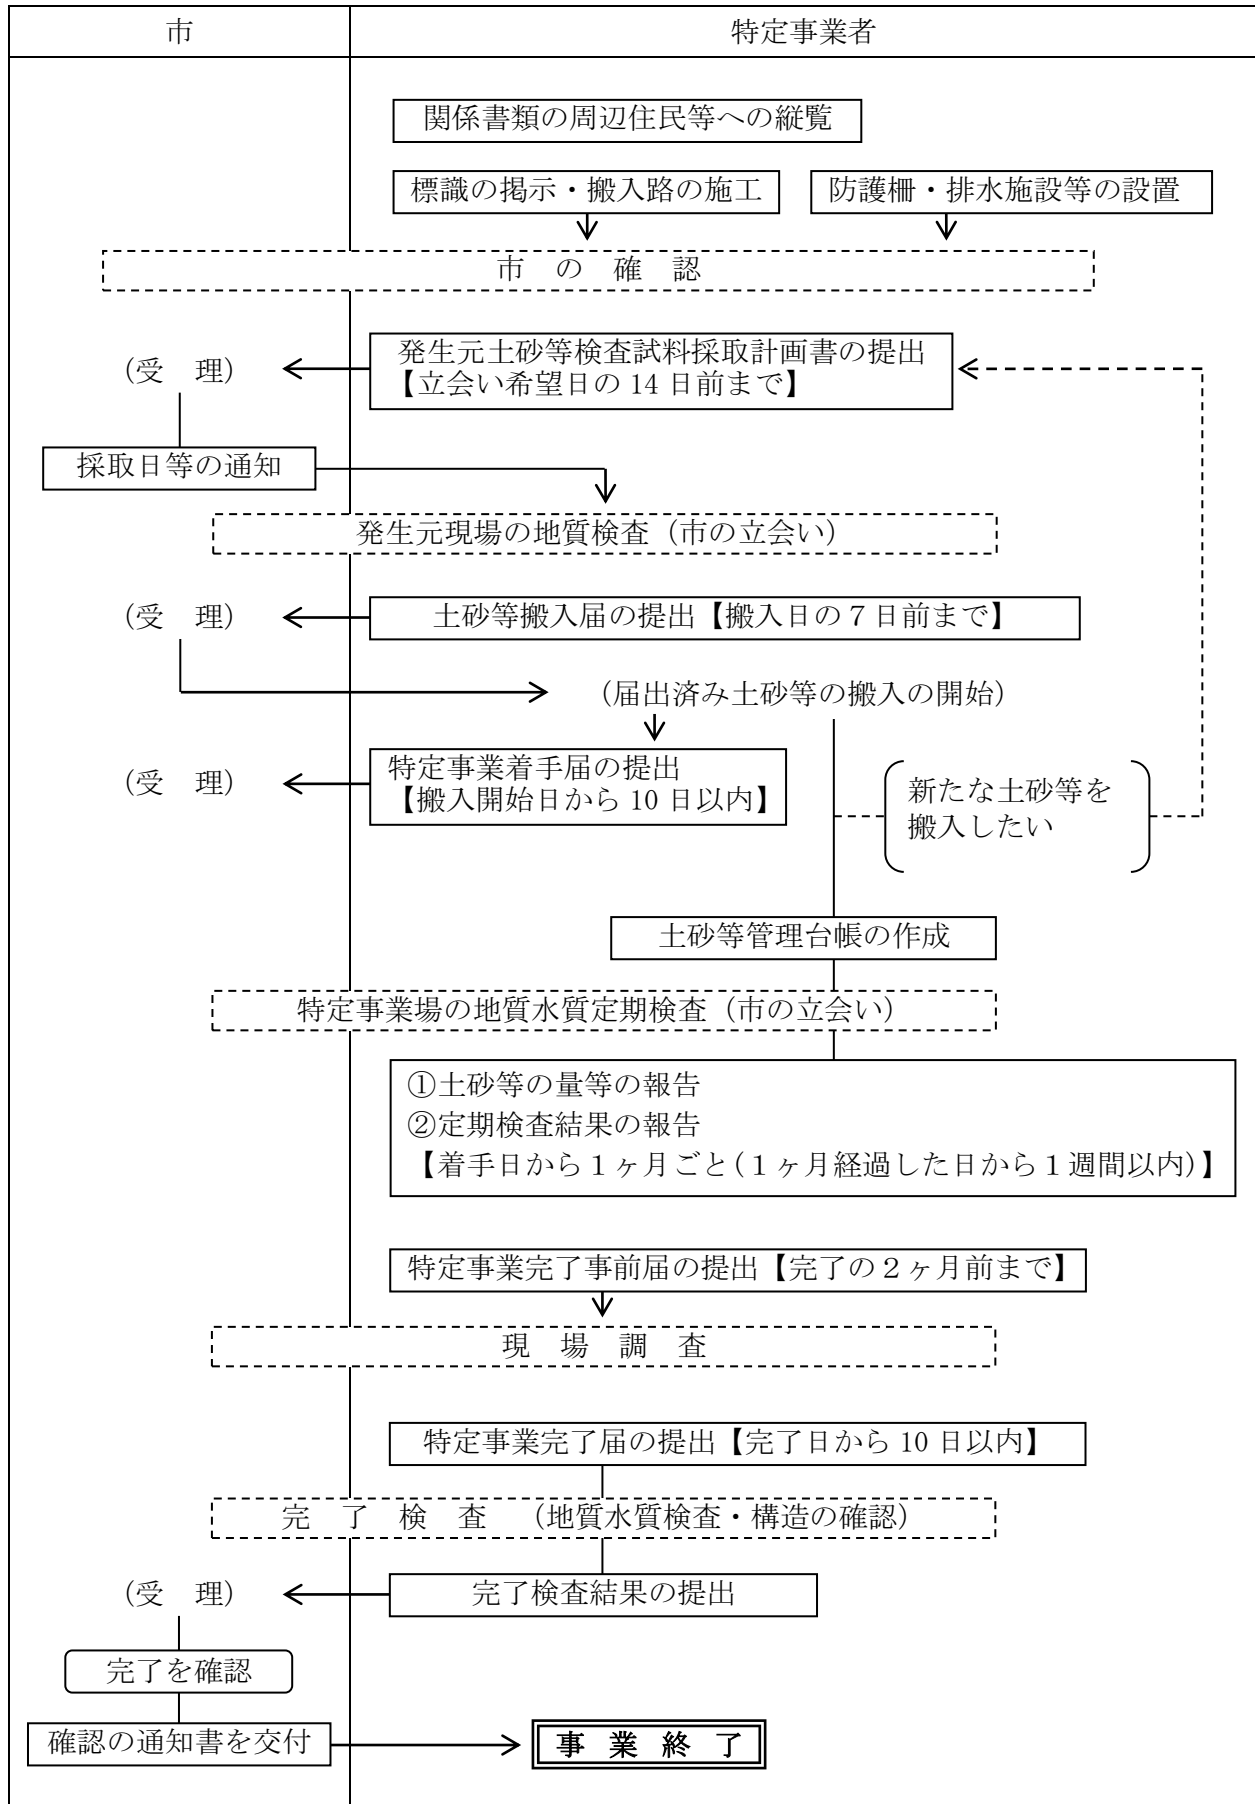 市
特定事業者
関係書類の周辺住民等への縦覧
標識の掲示・搬入路の施工
防護柵・排水施設等の設置
市　の　確　認
(受　理)
発生元土砂等検査試料採取計画書の提出
【立会い希望日の 14 日前まで】
採取日等の通知
発生元現場の地質検査（市の立会い）
(受　理)
土砂等搬入届の提出【搬入日の７日前まで】
(届出済み土砂等の搬入の開始)
(受　理)
特定事業着手届の提出
【搬入開始日から 10 日以内】
新たな土砂等を
搬入したい
土砂等管理台帳の作成
特定事業場の地質水質定期検査（市の立会い）
①土砂等の量等の報告
②定期検査結果の報告
【着手日から１ヶ月ごと(１ヶ月経過した日から１週間以内)】
特定事業完了事前届の提出【完了の２ヶ月前まで】
現　場　調　査
特定事業完了届の提出【完了日から 10 日以内】
完　了　検　査　（地質水質検査・構造の確認）
(受　理)
完了検査結果の提出
完了を確認
確認の通知書を交付
事　業　終　了